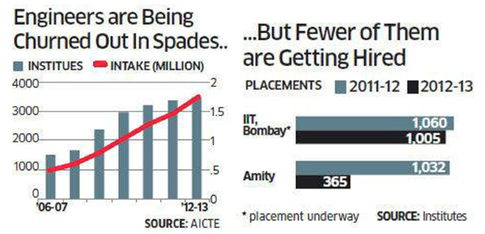 Engineers are Being
Churned Out In Spades..
INSTITUES INTAKE (MILLION)
4000 2
3000 1.5
2000 1
1000 .5
0 0
'06-07 '12-13
SOURCE: AICTE
...But Fewer of Them
are Getting Hired
PLACEMENTS 2011-12 2012-13
IIT,
Bombay*
1,060
1,005
Amity
1,032
365
* placement underway SOURCE: Institutes